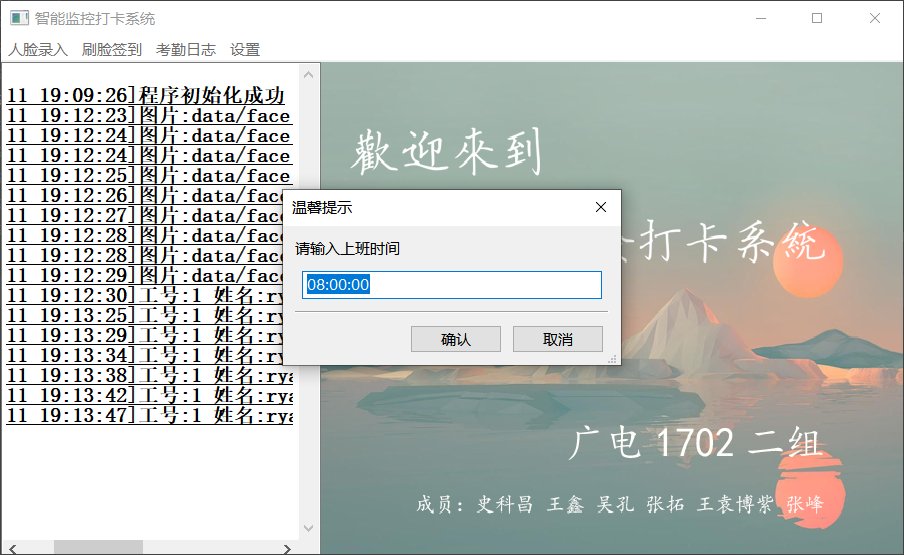 智能监控打卡系统
人脸录入 刷脸签到 考勤日志 设置
11 19:09:26]程序初始化成功
11 19:12:23]图片:data/face
11 19:12:24]图片:data/face
11 19:12:24]图片:data/face
11 19:12:25]图片:data/face
11 19:12:26]图片:data/face
11 19:12:27]图片:data/face
11 19:12:28]图片:data/face
11 19:12:28]图片:data/face
11 19:12:29]图片:data/face
11 19:12:30]工号:1 姓名:ry
11 19:13:25]工号:1 姓名:ry
11 19:13:29]工号:1 姓名:ry
11 19:13:34]工号:1 姓名:ry
11 19:13:38]工号:1 姓名:rya
11 19:13:42]工号:1 姓名:rya
11 19:13:47]工号:1 姓名:rya
歡迎來到
打卡系統
温馨提示
请输入上班时间
08:00:00
确认 取消
广电 1702 二组
成员：史科昌 王鑫 吴孔 张拓 王袁博紫 张峰